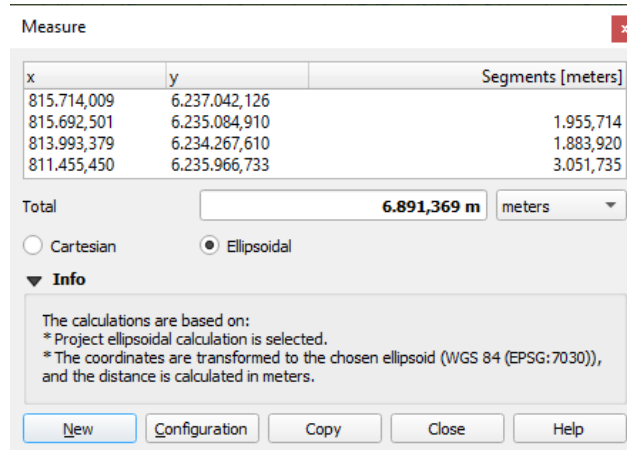 Measure
x y Segments [meters]
815.714,009 6.237.042,126
815.692,501 6.235.084,910 1.955,714
813.993,379 6.234.267,610 1.883,920
811.455,450 6.235.966,733 3.051,735
Total 6.891,369 m meters
Cartesian Ellipsoidal
Info
The calculations are based on:
* Project ellipsoidal calculation is selected.
* The coordinates are transformed to the chosen ellipsoid (WGS 84 (EPSG:7030)),
and the distance is calculated in meters.
New Configuration Copy Close Help